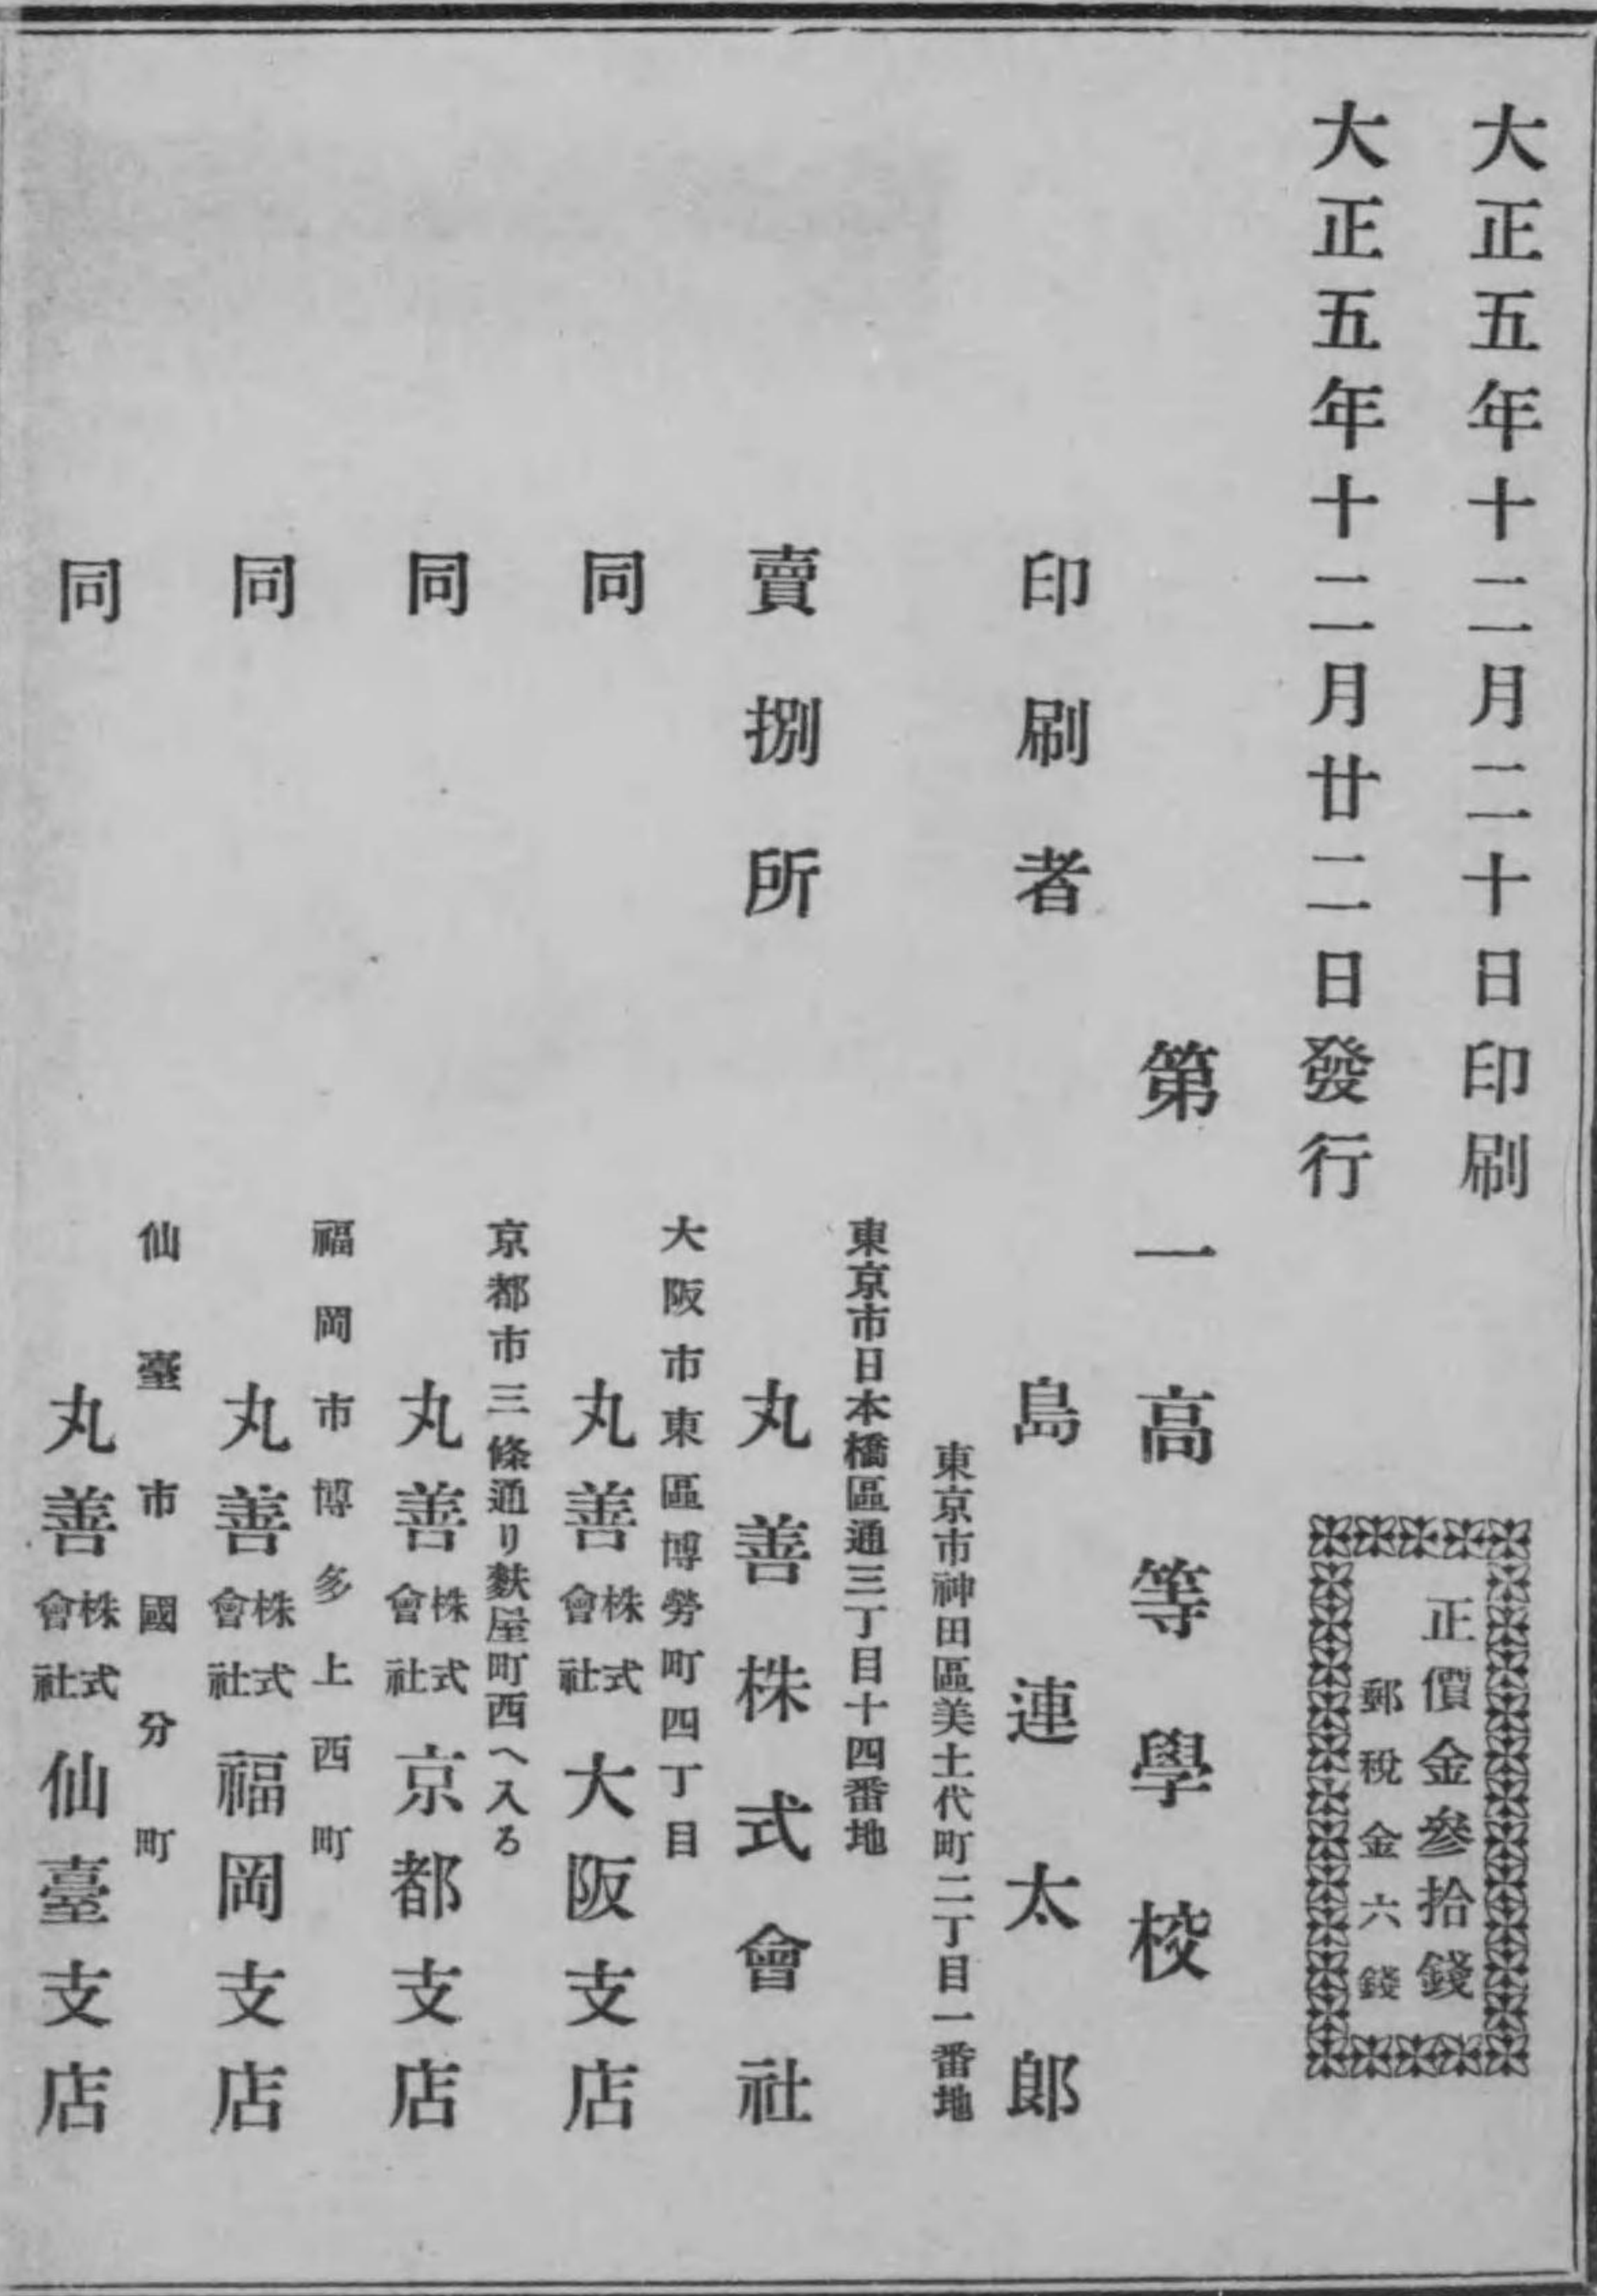 大正五年十二月二十日印刷
大正五年十二月廿二日發行
正價金參拾錢
郵稅金六錢
第一高等學校
印刷者
島連太郎
東京市神田區美土代町二丁目一番地
東京市日本橋區通三丁目十四番地
賣捌所
丸善株式會社
大阪市東區博勞町四丁目
同
丸善株式會社大阪支店
京都市三條通り麩屋町西へ入る
同
丸善株式會社京都支店
福岡市博多上西町
同
丸善株式會社福岡支店
仙臺市國分町
同
丸善株式會社仙臺支店